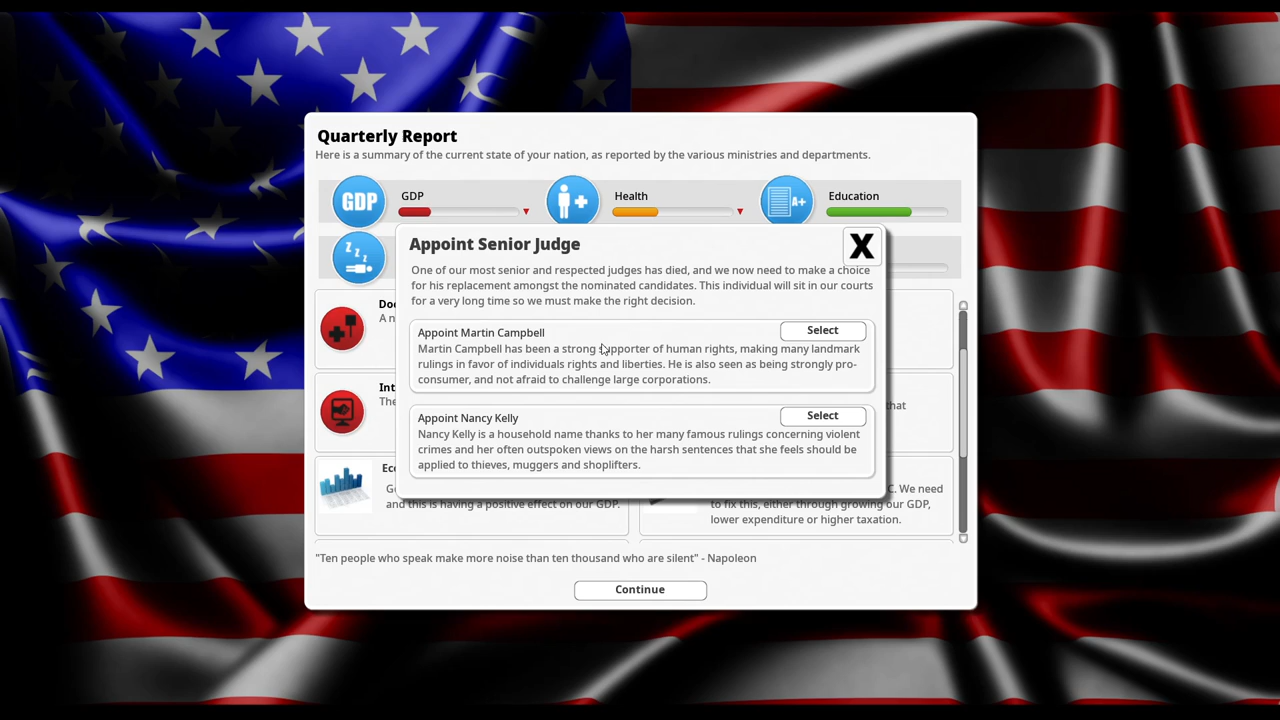 Quarterly Report
Here is a summary of the current state of your nation, as reported by the various ministries and departments.
GDP
GDP
Health
A+
Education
Z Z Z
Appoint Senior Judge
X
One of our most senior and respected judges has died, and we now need to make a choice
for his replacement amongst the nominated candidates. This individual will sit in our courts
for a very long time so we must make the right decision.
Appoint Martin Campbell
Select
Martin Campbell has been a strong supporter of human rights, making many landmark
rulings in favor of individuals rights and liberties. He is also seen as being strongly pro-
consumer, and not afraid to challenge large corporations.
Appoint Nancy Kelly
Select
Nancy Kelly is a household name thanks to her many famous rulings concerning violent
crimes and her often outspoken views on the harsh sentences that she feels should be
applied to thieves, muggers and shoplifters.
A n
The
that
C. We need
and this is having a positive effect on our GDP.
to fix this, either through growing our GDP,
lower expenditure or higher taxation.
"Ten people who speak make more noise than ten thousand who are silent" - Napoleon
Continue